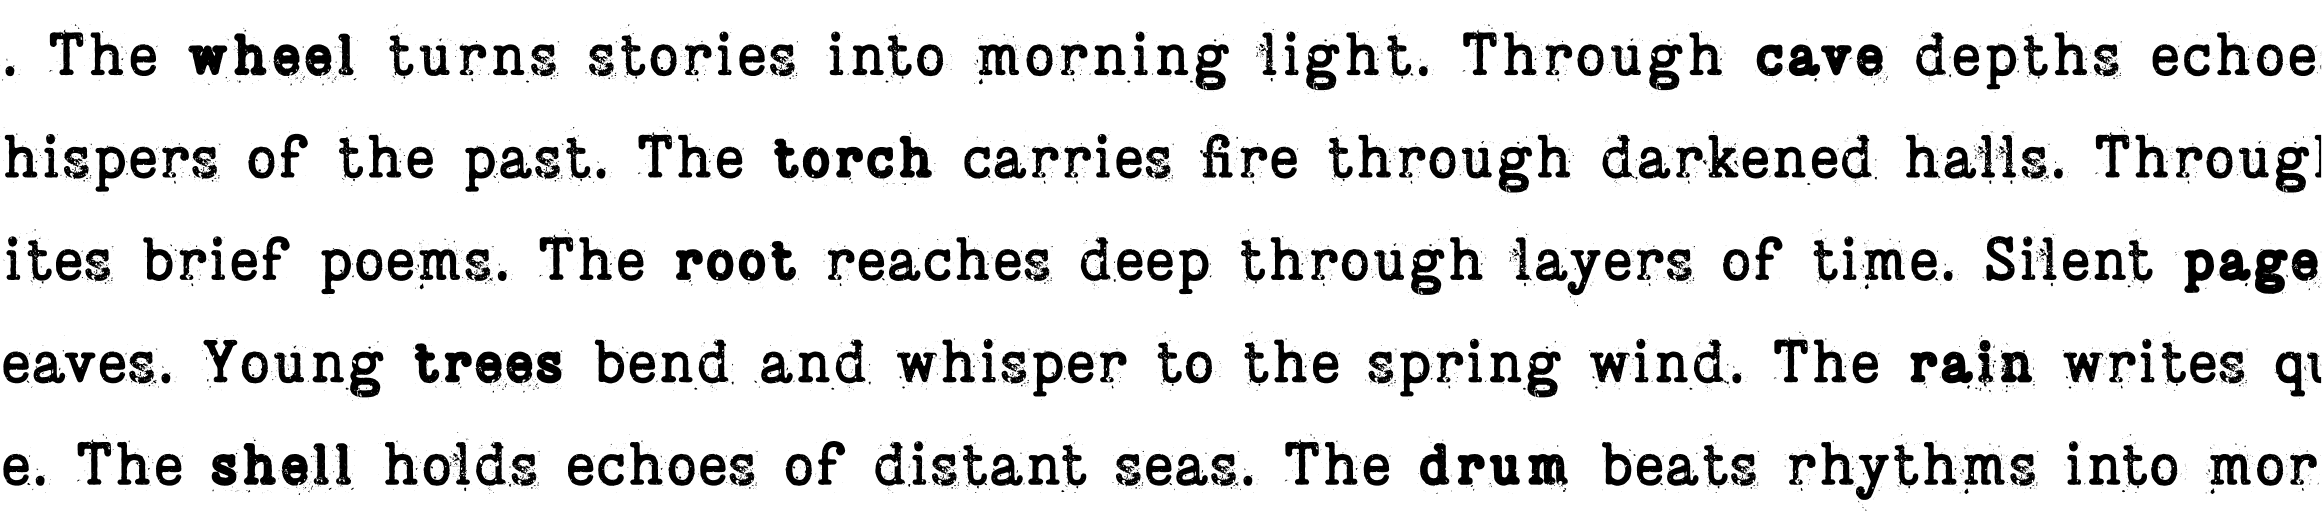 . The wheel turns stories into morning light. Through cave depths echoe
hispers of the past. The torch carries fire through darkened halls. Throug
ites brief poems. The root reaches deep through layers of time. Silent page
eaves. Young trees bend and whisper to the spring wind. The rain writes qu
e. The shell holds echoes of distant seas. The drum beats rhythms into mor